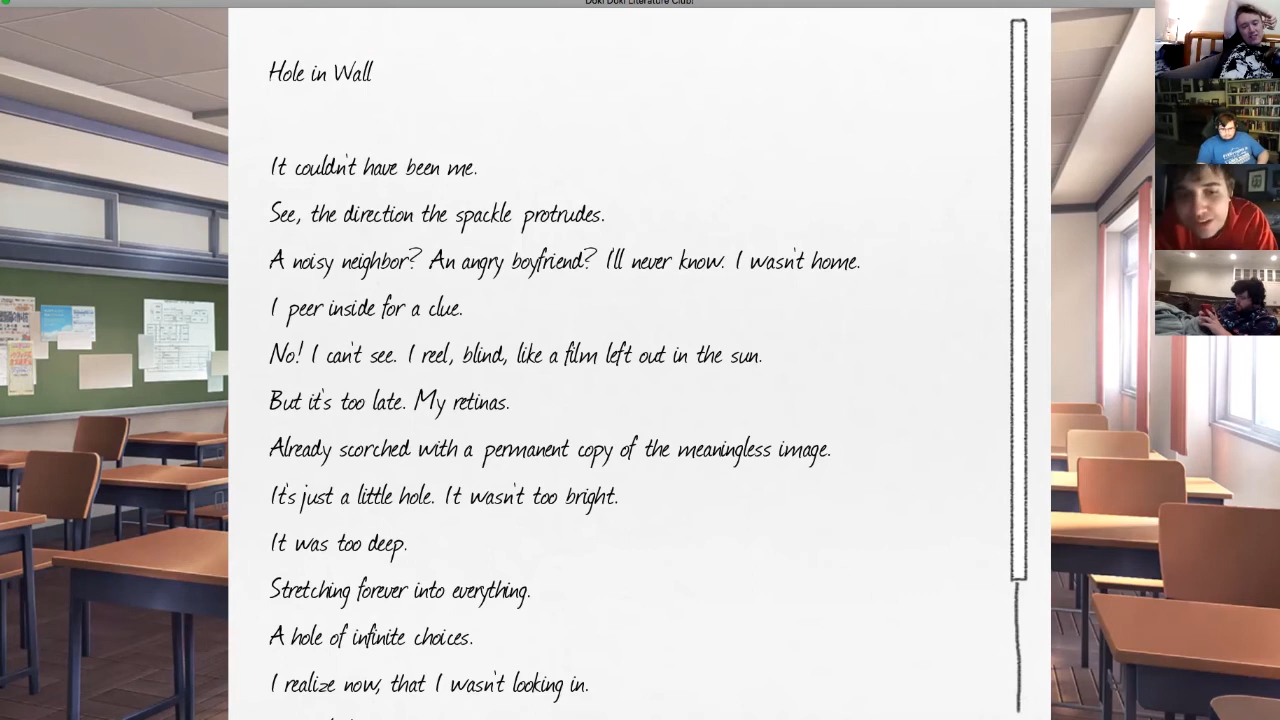 Doki Doki Literature Club!
Hole in Wall
It couldn't have been me.
See, the direction the spackle protrudes.
A noisy neighbor? An angry boyfriend? I'll never know. I wasn't home.
I peer inside for a clue.
No! I can't see. I reel, blind, like a film left out in the sun.
But it's too late. My retinas.
Already scorched with a permanent copy of the meaningless image.
It's just a little hole. It wasn't too bright.
It was too deep.
Stretching forever into everything.
A hole of infinite choices.
I realize now, that I wasn't looking in.